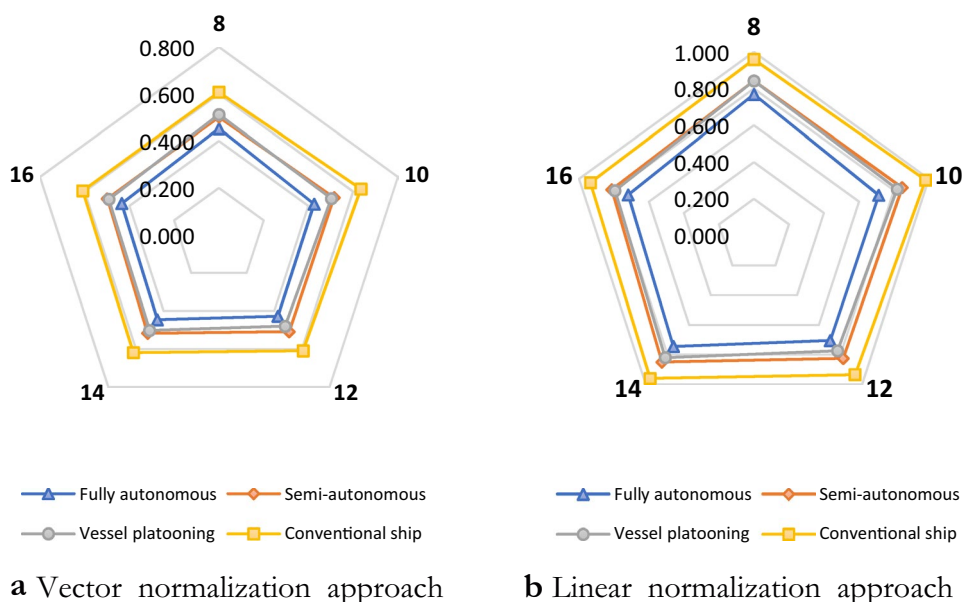 8
0.800
0.600
0.400
0.200
0.000
16
10
14
12
Fully autonomous
Semi-autonomous
Vessel platooning
Conventional ship
a Vector normalization approach
8
1.000
0.800
0.600
0.400
0.200
0.000
16
10
14
12
Fully autonomous
Semi-autonomous
Vessel platooning
Conventional ship
b Linear normalization approach